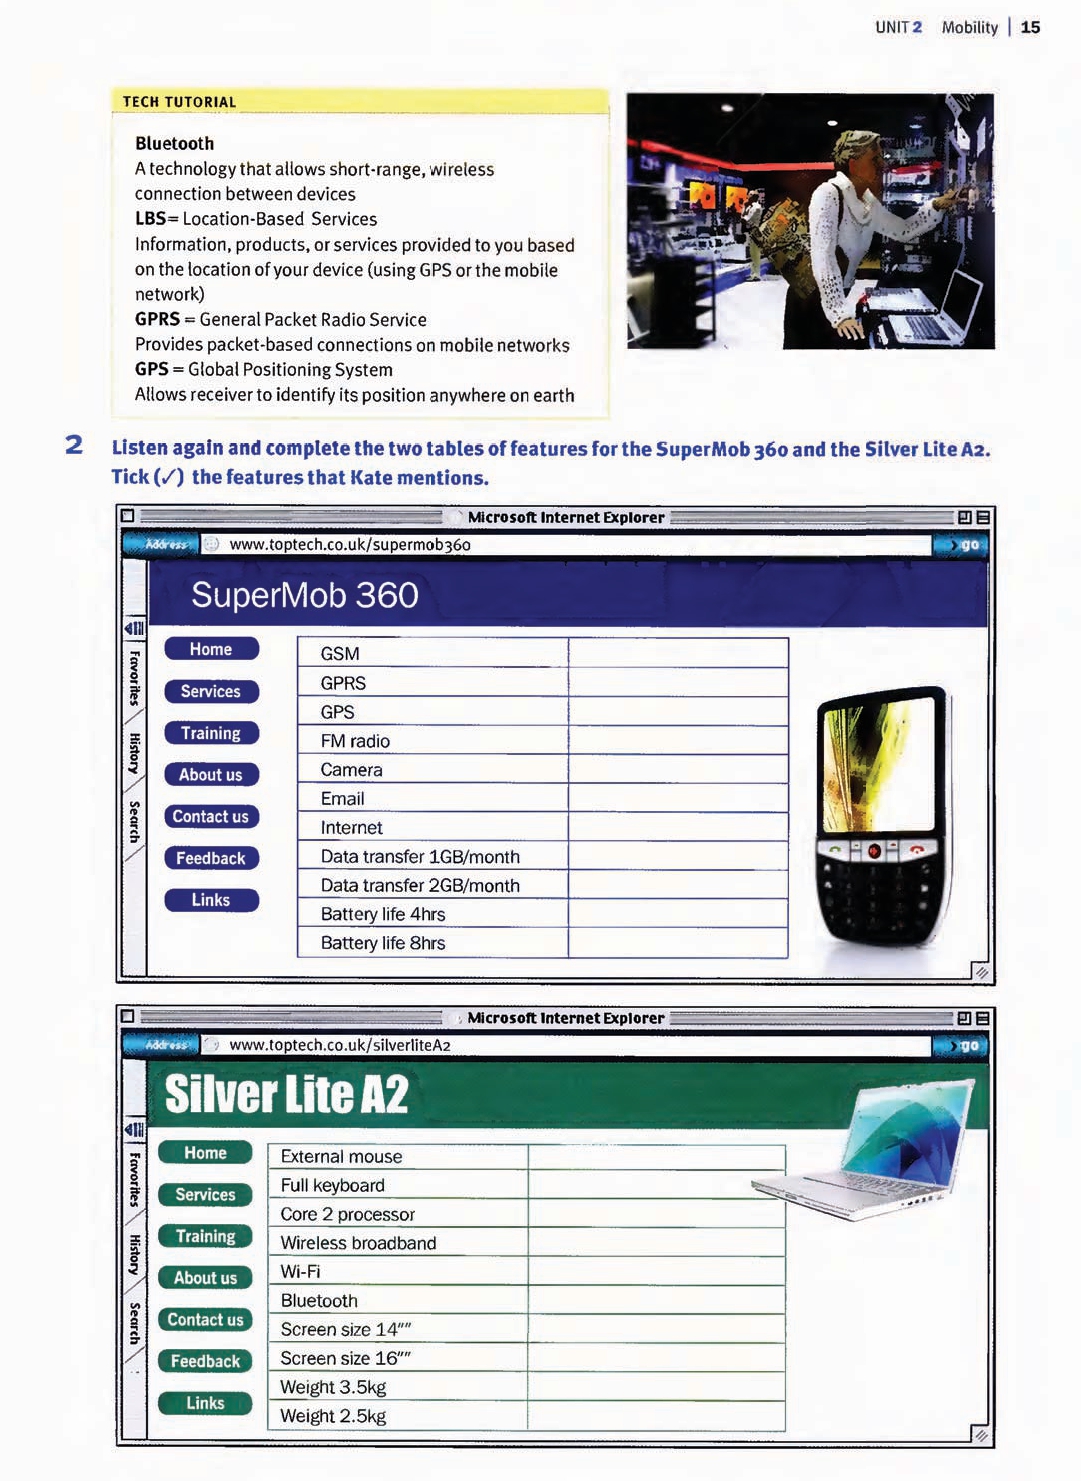 UNIT 2 Mobility | 15
TECH TUTORIAL
Bluetooth
A technology that allows short-range, wireless
connection between devices
LBS= Location-Based Services
Information, products, or services provided to you based
on the location of your device (using GPS or the mobile
network)
GPRS = General Packet Radio Service
Provides packet-based connections on mobile networks
GPS = Global Positioning System
Allows receiver to identify its position anywhere on earth
2 Listen again and complete the two tables of features for the SuperMob 360 and the Silver Lite A2.
Tick (✓) the features that Kate mentions.
Microsoft Internet Explorer
Address www.toptech.co.uk/supermob360 > go
SuperMob 360
Favorites
History
Search
Home
Services
Training
About us
Contact us
Feedback
Links
GSM
GPRS
GPS
FM radio
Camera
Email
Internet
Data transfer 1GB/month
Data transfer 2GB/month
Battery life 4hrs
Battery life 8hrs
Microsoft Internet Explorer
Address www.toptech.co.uk/silverliteA2 > go
Silver Lite A2
Favorites
History
Search
Home
Services
Training
About us
Contact us
Feedback
Links
External mouse
Full keyboard
Core 2 processor
Wireless broadband
Wi-Fi
Bluetooth
Screen size 14""
Screen size 16""
Weight 3.5kg
Weight 2.5kg